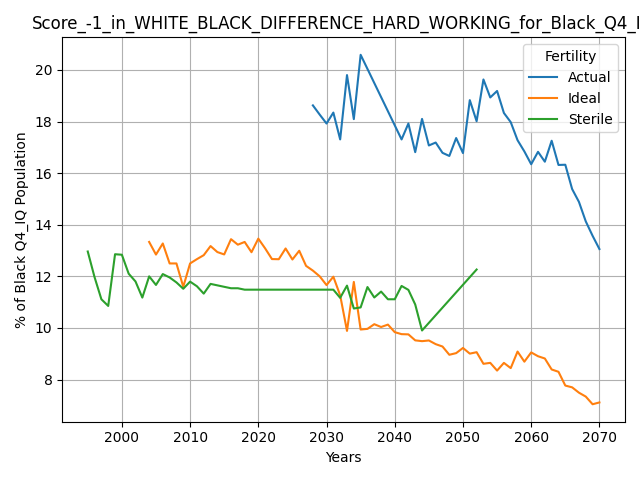 Score_-1_in_WHITE_BLACK_DIFFERENCE_HARD_WORKING_for_Black_Q4_I
Fertility
Actual
Ideal
Sterile
% of Black Q4_IQ Population
20
18
16
14
12
10
8
2000 2010 2020 2030 2040 2050 2060 2070
Years